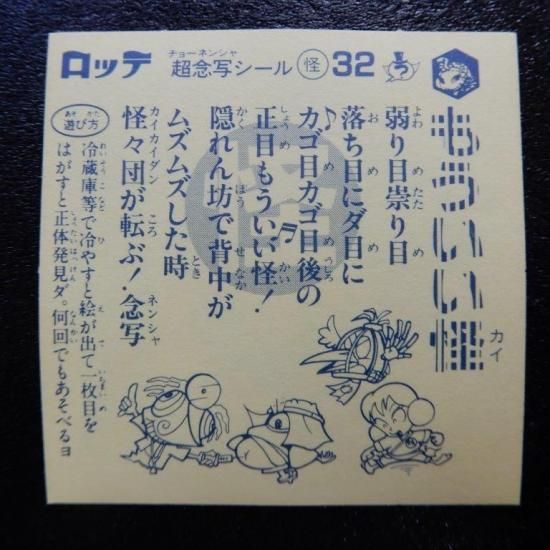 ロッテ 超念写シール 怪 32
チョーネンシャ
もういい怪
カイ
弱り目祟り目
落ち目にダ目に
♪カゴ目カゴ目後の
正目もういい怪!♬
隠れん坊で背中が
ムズムズした時
怪々団が転ぶ!念写
遊び方
冷蔵庫等で冷やすと絵が出て一枚目を
はがすと正体発見ダ。何回でもあそべるヨ